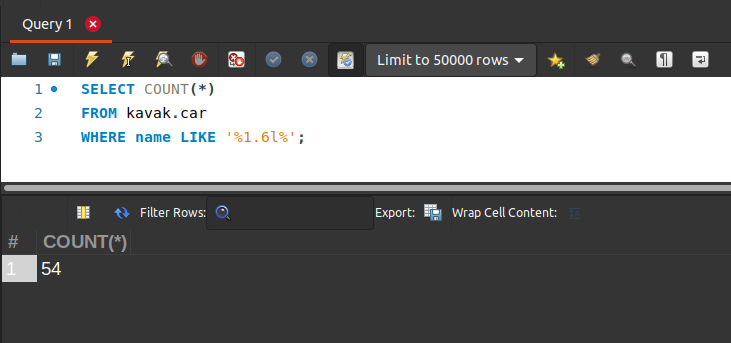 Query 1
Limit to 50000 rows
1 SELECT COUNT(*)
2 FROM kavak.car
3 WHERE name LIKE '%1.6l%';
Filter Rows: Export: Wrap Cell Content:
# COUNT(*)
1 54